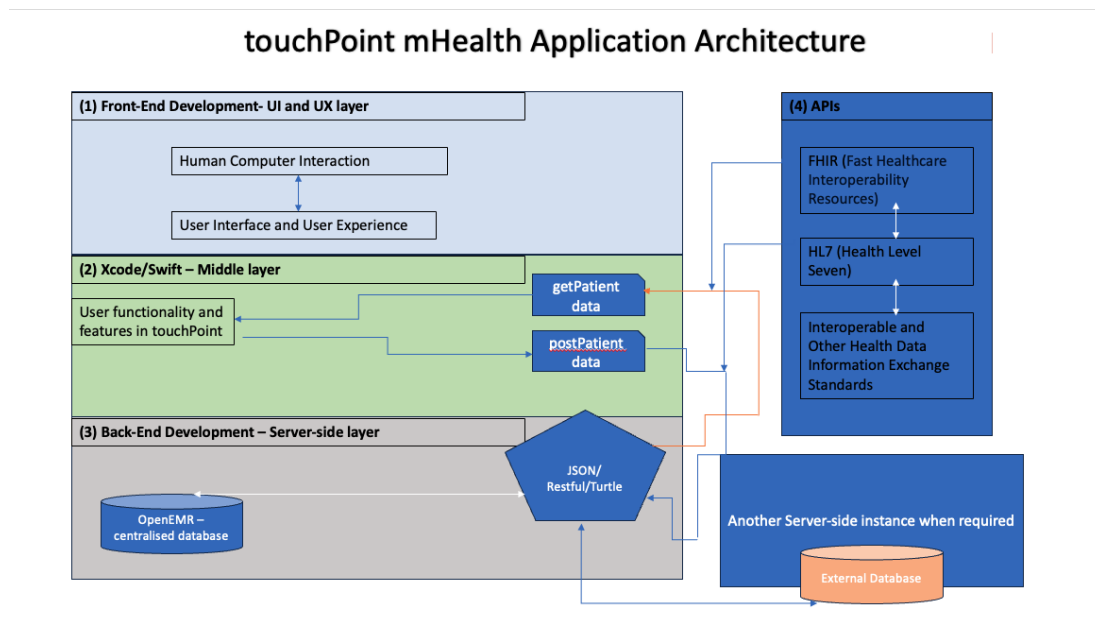 touchPoint mHealth Application Architecture
(1) Front-End Development- UI and UX layer
Human Computer Interaction
User Interface and User Experience
(2) Xcode/Swift – Middle layer
User functionality and
features in touchPoint
getPatient
data
postPatient
data
(3) Back-End Development – Server-side layer
JSON/
Restful/Turtle
OpenEMR –
centralised database
(4) APIs
FHIR (Fast Healthcare
Interoperability
Resources)
HL7 (Health Level
Seven)
Interoperable and
Other Health Data
Information Exchange
Standards
Another Server-side instance when required
External Database